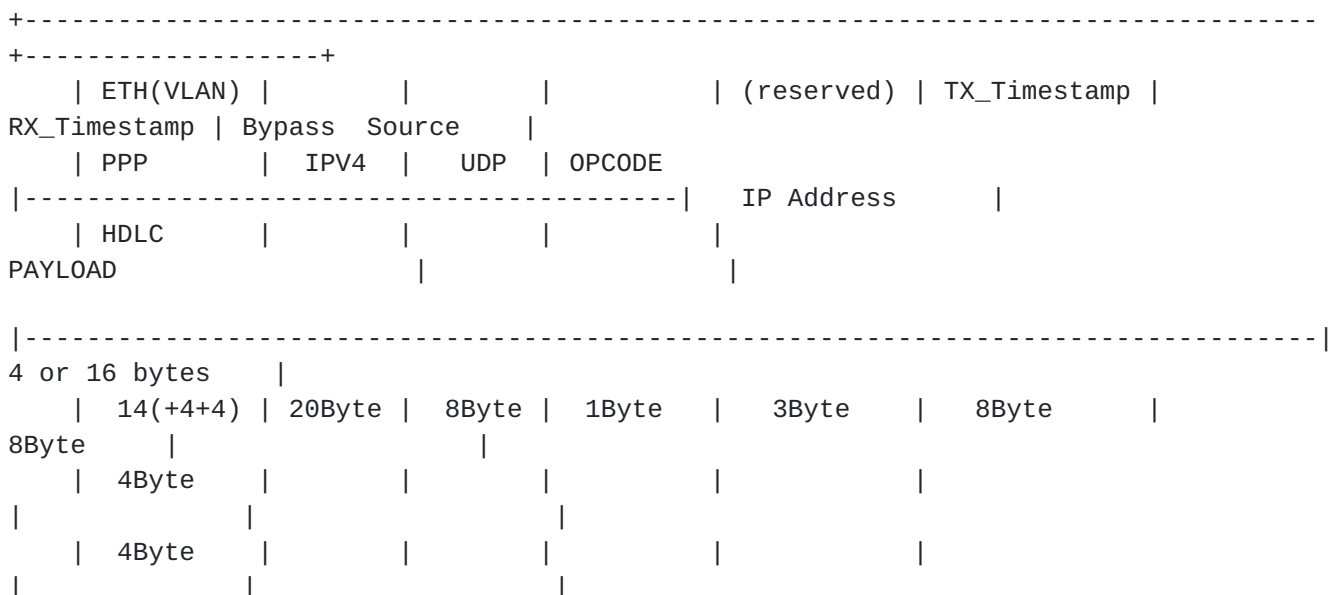 +-----------------------------------------------------------------------------------
+-------------------+
    | ETH(VLAN) |        |        |          | (reserved) | TX_Timestamp |
RX_Timestamp | Bypass  Source    |
    | PPP       |  IPV4  |   UDP  | OPCODE
|------------------------------------------|   IP Address      |
    | HDLC      |        |        |          |
PAYLOAD                   |                   |

|-----------------------------------------------------------------------------------|
4 or 16 bytes    |
    |  14(+4+4) | 20Byte |  8Byte |  1Byte   |   3Byte    |   8Byte      |
8Byte     |                   |
    |  4Byte    |        |        |          |            |
|              |                   |
    |  4Byte    |        |        |          |            |
|              |                   |